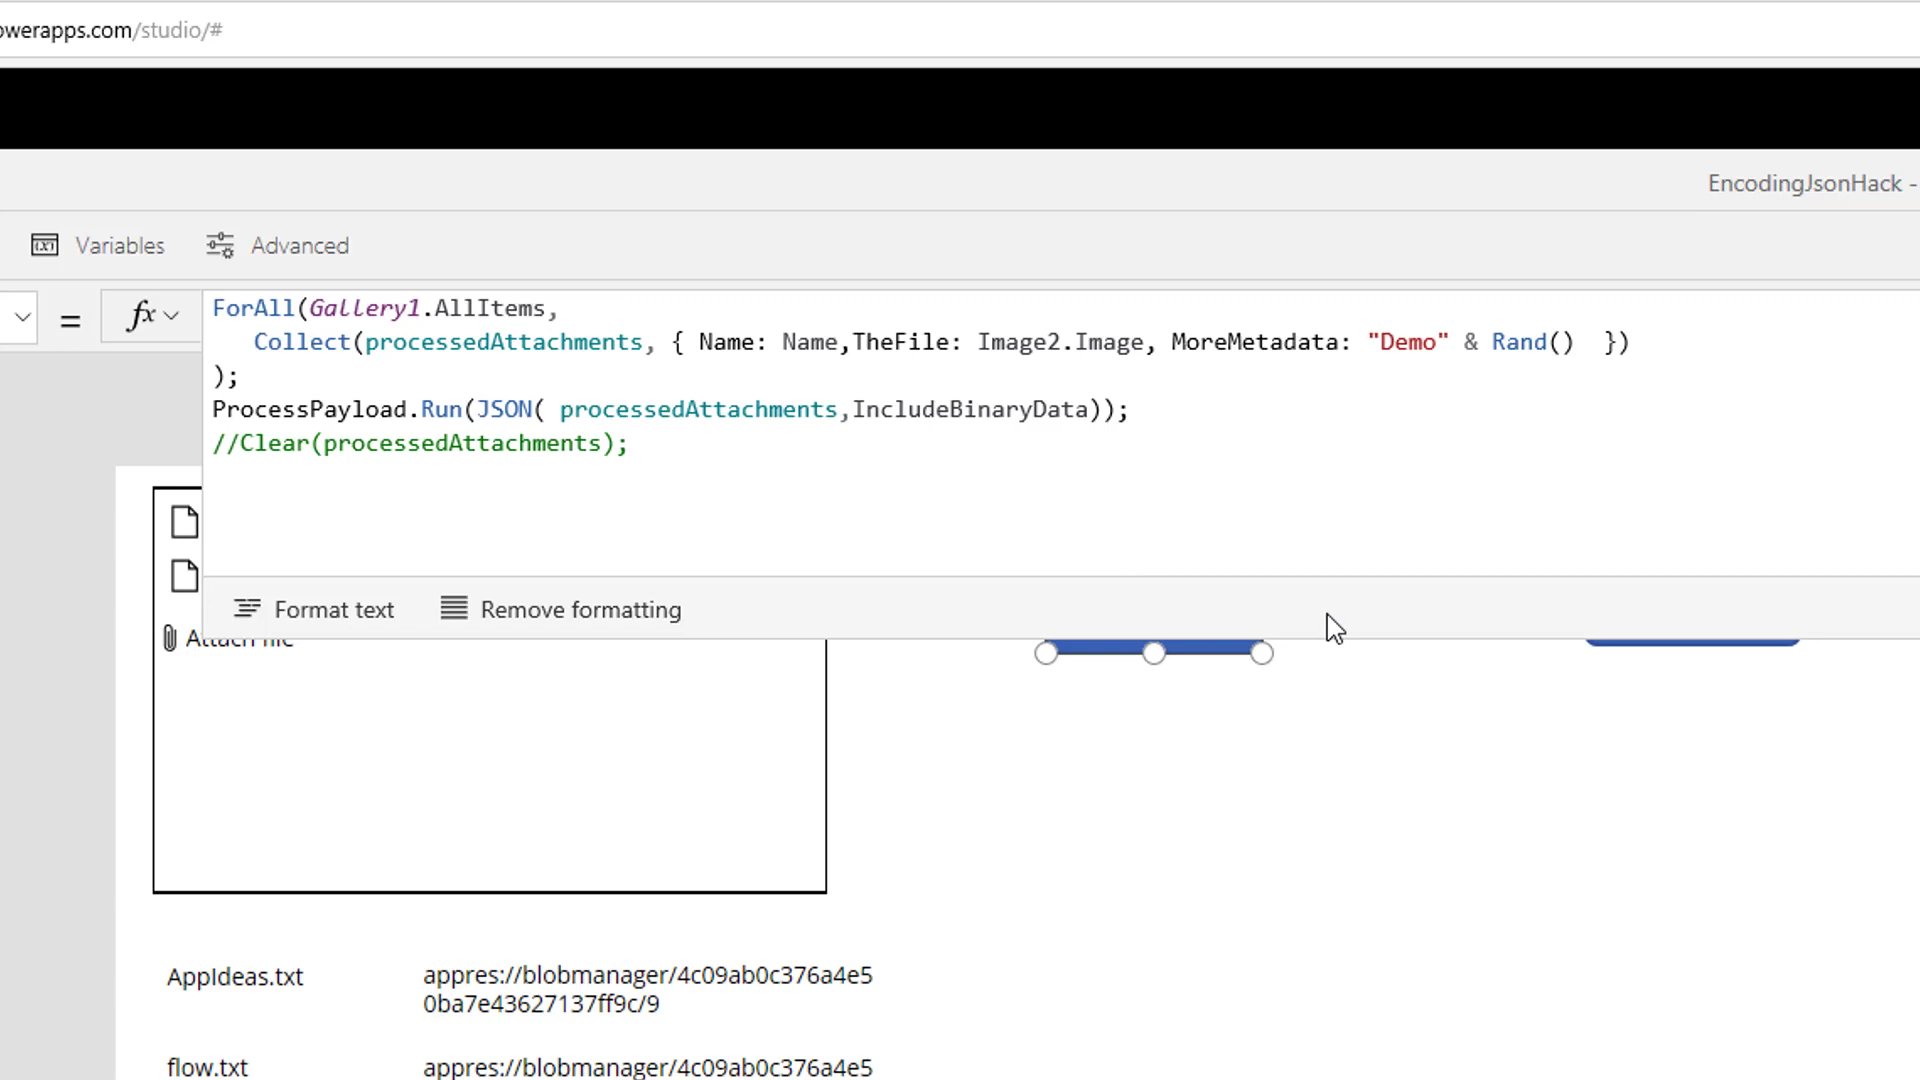 owerapps.com/studio/#
EncodingJsonHack -
Variables
Advanced
=
fx
ForAll(Gallery1.AllItems,
Collect(processedAttachments, { Name: Name,TheFile: Image2.Image, MoreMetadata: "Demo" & Rand()  })
);
ProcessPayload.Run(JSON( processedAttachments,IncludeBinaryData));
//Clear(processedAttachments);
Format text
Remove formatting
Attach file
AppIdeas.txt
appres://blobmanager/4c09ab0c376a4e5
0ba7e43627137ff9c/9
flow.txt
appres://blobmanager/4c09ab0c376a4e5